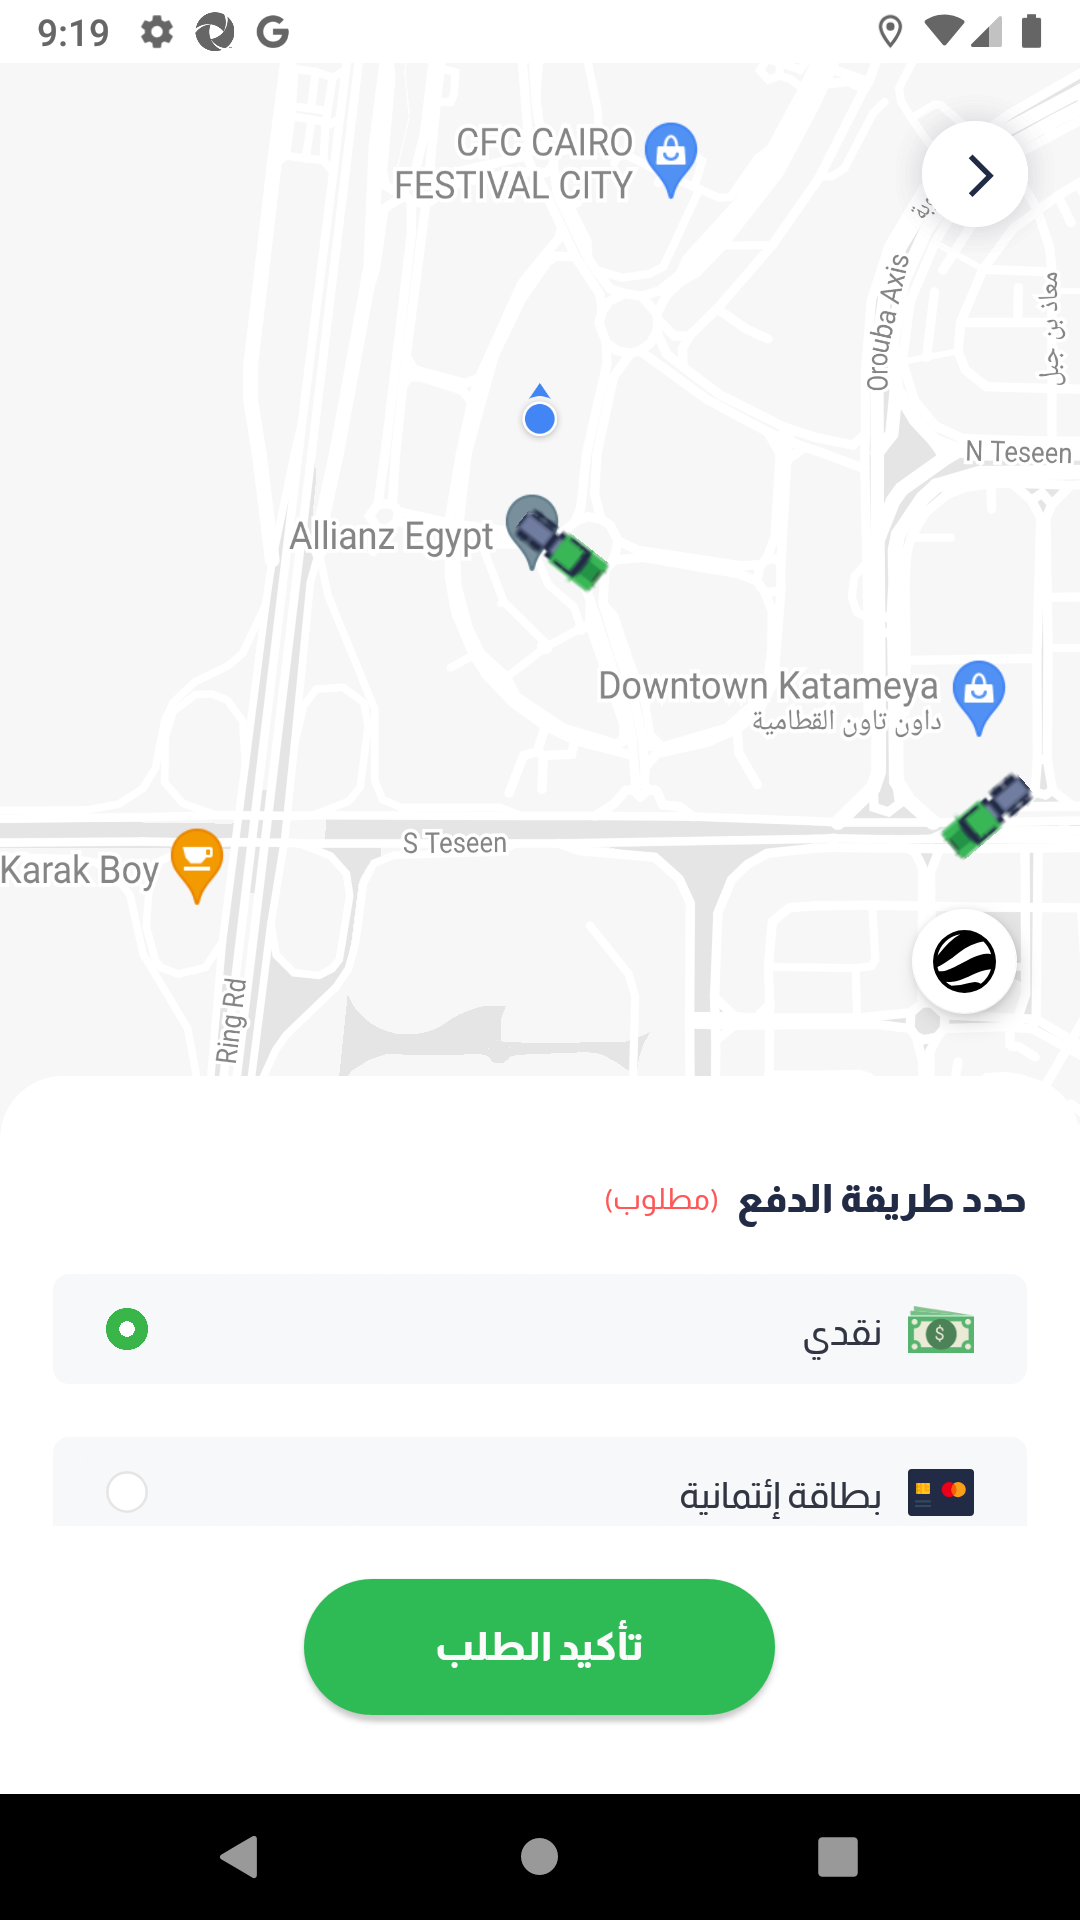 9:19
CFC CAIRO
FESTIVAL CITY
Orouba Axis
معاذ بن جبل
N Teseen
Allianz Egypt
Downtown Katameya
داون تاون القطامية
S Teseen
Karak Boy
Ring Rd
حدد طريقة الدفع (مطلوب)
نقدي
بطاقة إئتمانية
تأكيد الطلب